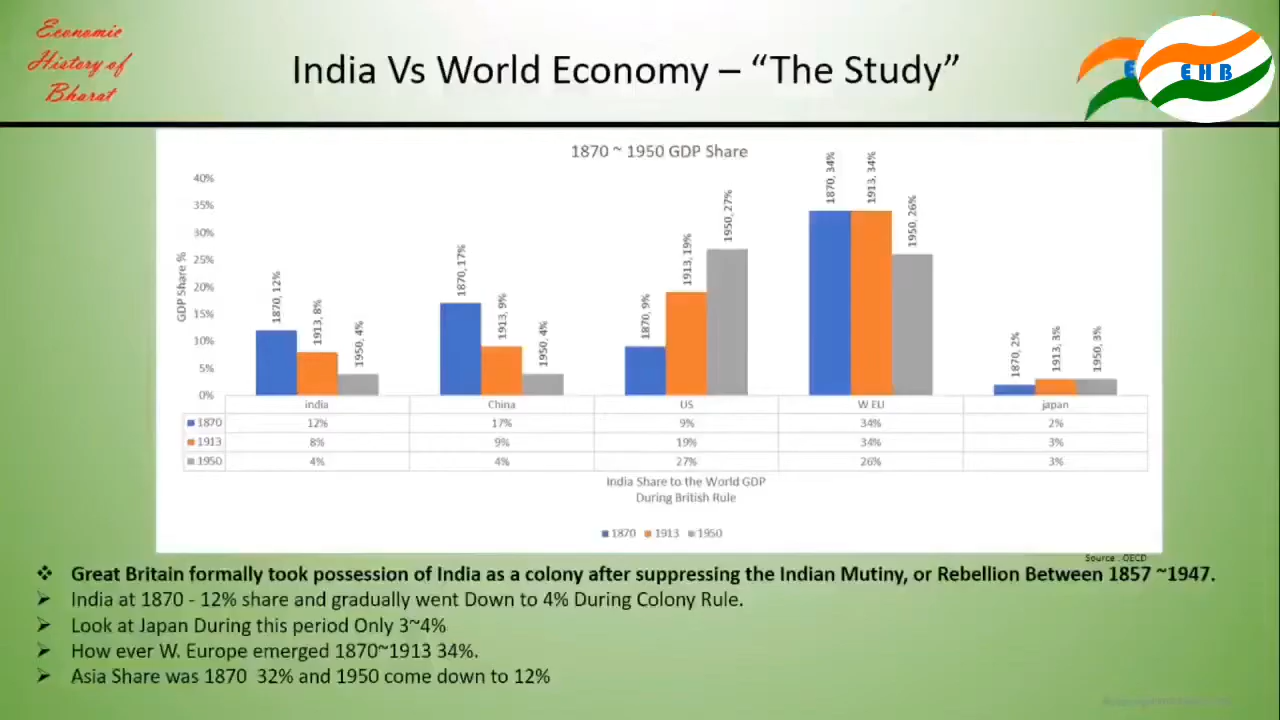 Economic
History of
Bharat
India Vs World Economy – “The Study”
E H B
1870 ~ 1950 GDP Share
GDP Share %
40%
35%
30%
25%
20%
15%
10%
5%
0%
1870, 12%
1913, 8%
1950, 4%
1870, 17%
1913, 9%
1950, 4%
1870, 9%
1913, 19%
1950, 27%
1870, 34%
1913, 34%
1950, 26%
1870, 2%
1913, 3%
1950, 3%
india China US W EU japan
1870 12% 17% 9% 34% 2%
1913 8% 9% 19% 34% 3%
1950 4% 4% 27% 26% 3%
India Share to the World GDP
During British Rule
1870 1913 1950
Source : OECD
❖ Great Britain formally took possession of India as a colony after suppressing the Indian Mutiny, or Rebellion Between 1857 ~1947.
➢ India at 1870 - 12% share and gradually went Down to 4% During Colony Rule.
➢ Look at Japan During this period Only 3~4%
➢ How ever W. Europe emerged 1870~1913 34%.
➢ Asia Share was 1870 32% and 1950 come down to 12%